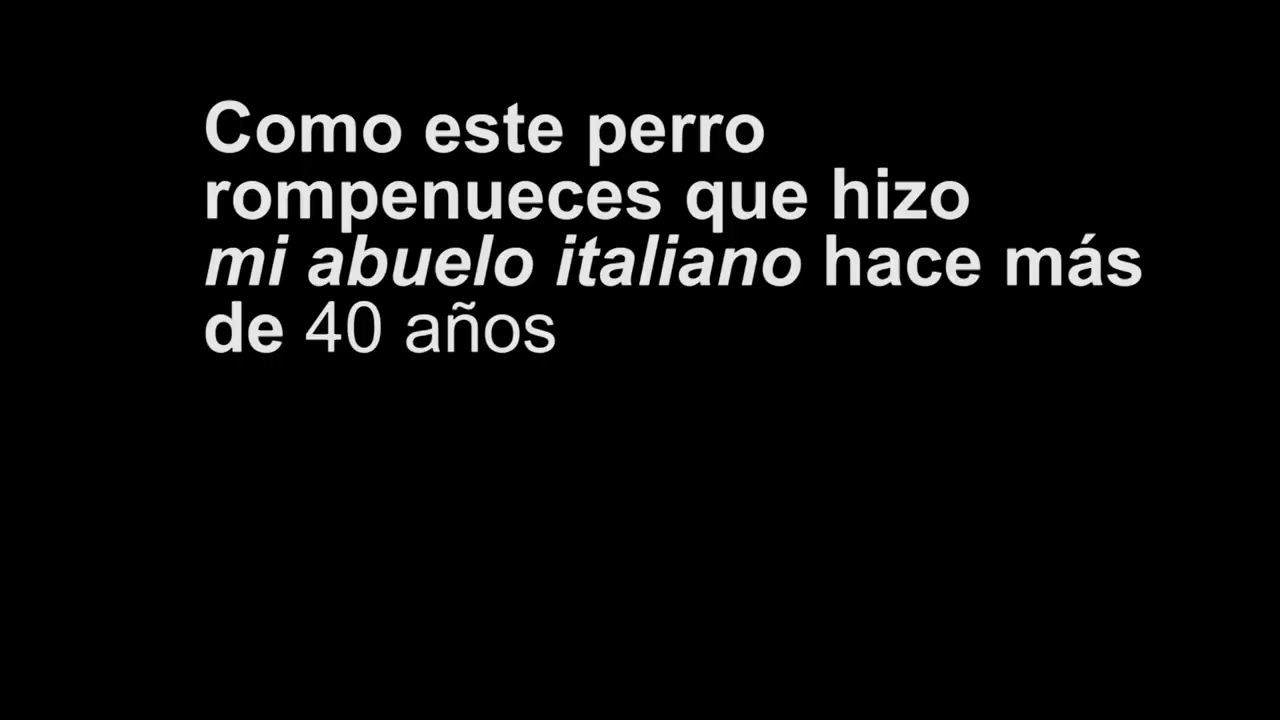 Como este perro
rompenueces que hizo
mi abuelo italiano hace más
de 40 años